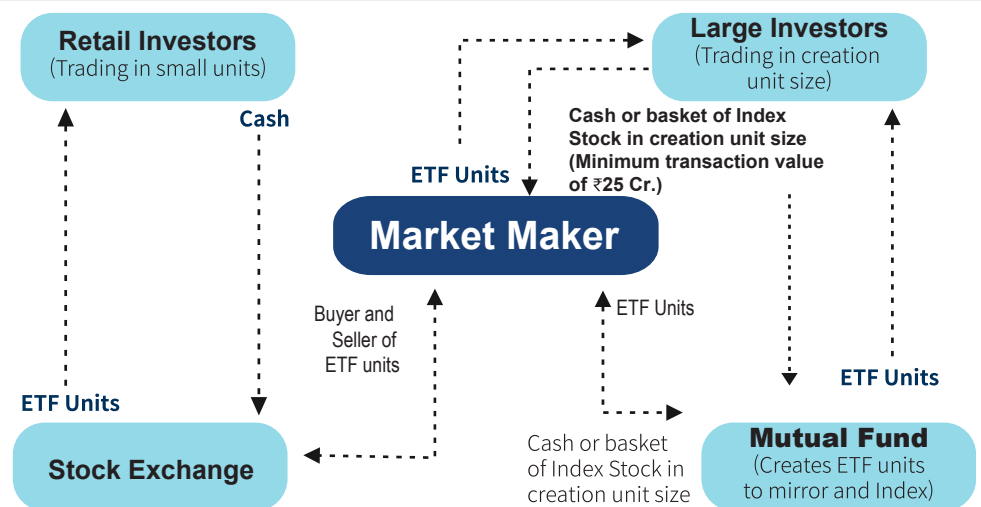 Retail Investors
(Trading in small units)
Large Investors
(Trading in creation
unit size)
Cash
Cash or basket of Index
Stock in creation unit size
(Minimum transaction value
of ₹25 Cr.)
ETF Units
Market Maker
Buyer and
Seller of
ETF units
ETF Units
ETF Units
ETF Units
Stock Exchange
Cash or basket
of Index Stock in
creation unit size
Mutual Fund
(Creates ETF units
to mirror and Index)